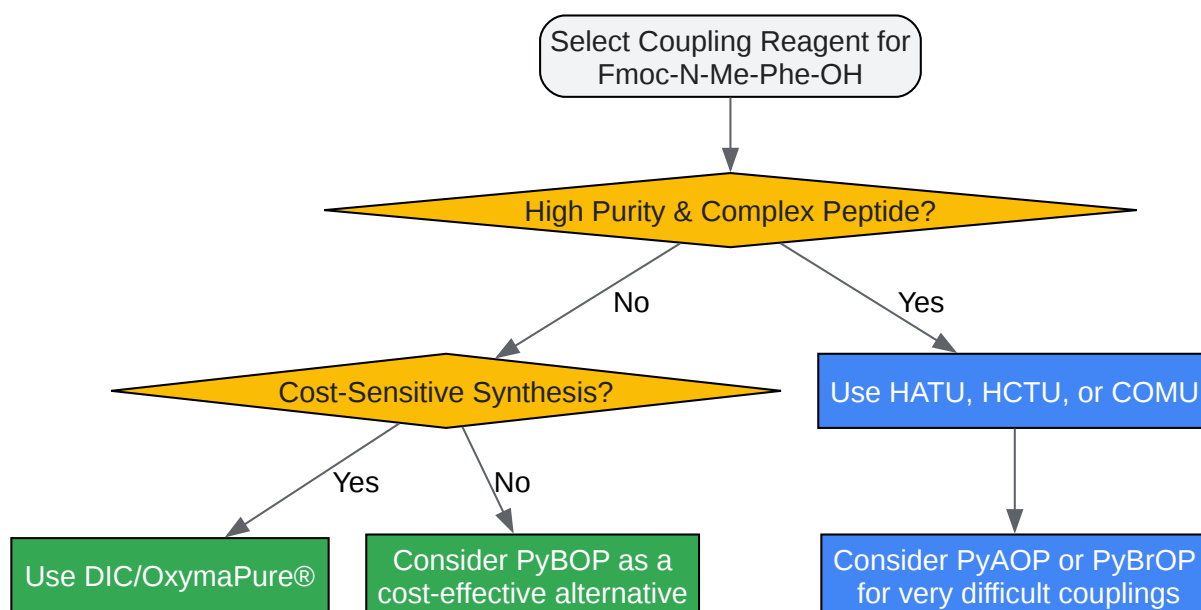 Select Coupling Reagent for
Fmoc-N-Me-Phe-OH
High Purity & Complex Peptide?
No
Yes
Cost-Sensitive Synthesis?
Use HATU, HCTU, or COMU
Yes
No
Use DIC/OxymaPure®
Consider PyBOP as a
cost-effective alternative
Consider PyAOP or PyBrOP
for very difficult couplings